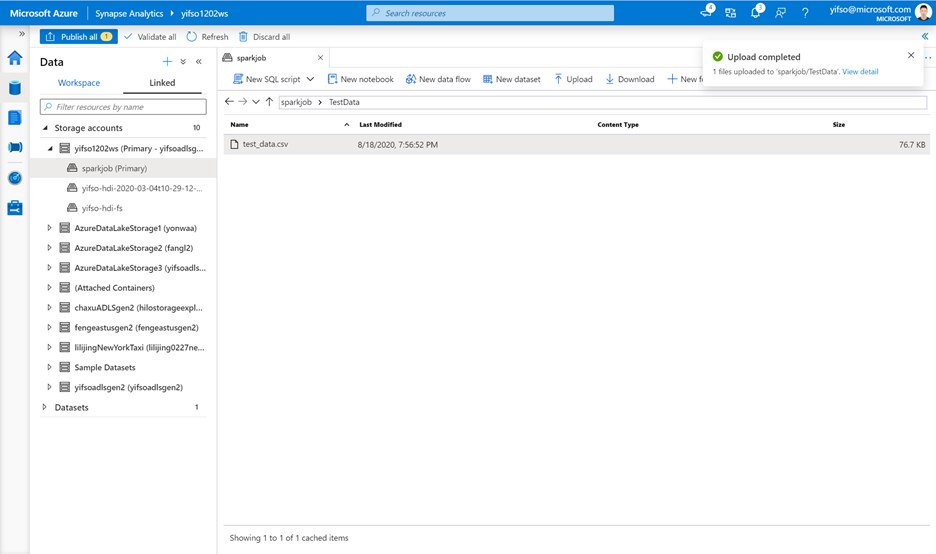 Microsoft Azure
Synapse Analytics
yifso1202ws
Search resources
4
3
?
yifso@microsoft.com
MICROSOFT
Publish all 1
Validate all
Refresh
Discard all
Data
Workspace
Linked
Filter resources by name
Storage accounts 10
yifso1202ws (Primary - yifsoadlsg...
sparkjob (Primary)
yifso-hdi-2020-03-04t10-29-12-...
yifso-hdi-fs
AzureDataLakeStorage1 (yonwaa)
AzureDataLakeStorage2 (fangl2)
AzureDataLakeStorage3 (yifsoadls...
(Attached Containers)
chaxuADLSgen2 (hilostorageexpl...
fengeastusgen2 (fengeastusgen2)
lilijingNewYorkTaxi (lilijing0227ne...
Sample Datasets
yifsoadlsgen2 (yifsoadlsgen2)
Datasets 1
sparkjob
New SQL script
New notebook
New data flow
New dataset
Upload
Download
New f
sparkjob > TestData
Name Last Modified Content Type Size
test_data.csv 8/18/2020, 7:56:52 PM 76.7 KB
Showing 1 to 1 of 1 cached items
Upload completed
1 files uploaded to 'sparkjob/TestData'. View detail